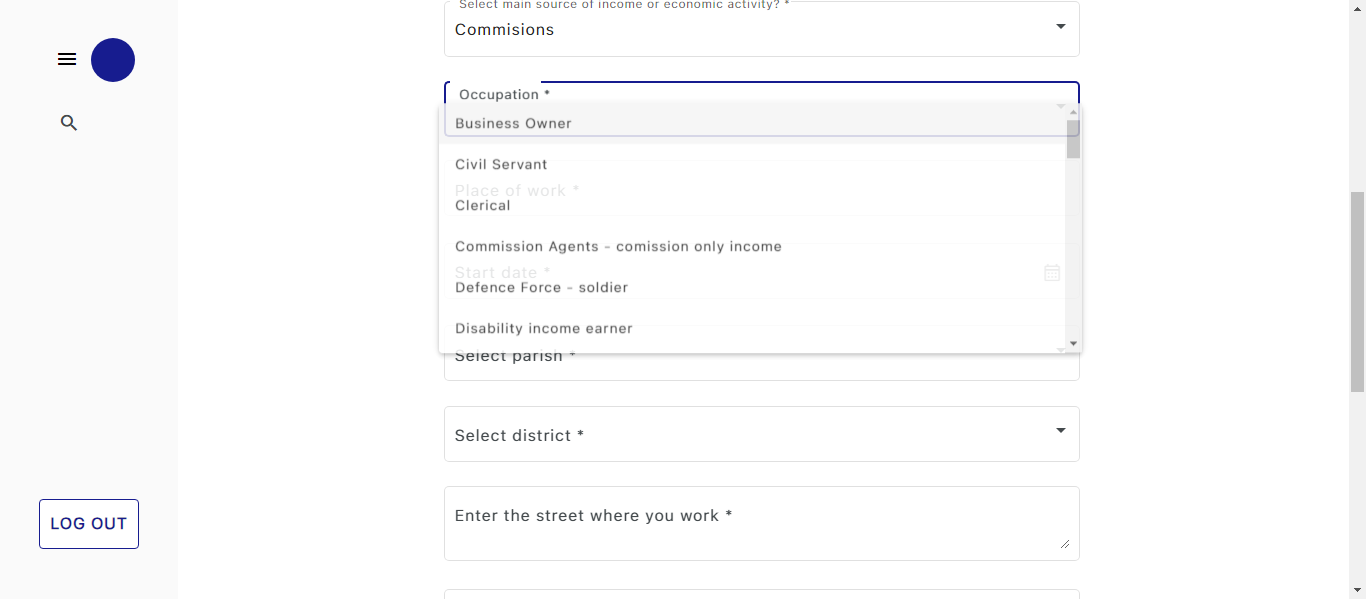 Select main source of income or economic activity? *
Commisions
Occupation *
Business Owner
Civil Servant
Place of work *
Clerical
Commission Agents - comission only income
Start date *
Defence Force - soldier
Disability income earner
Select parish *
Select district *
Enter the street where you work *
LOG OUT